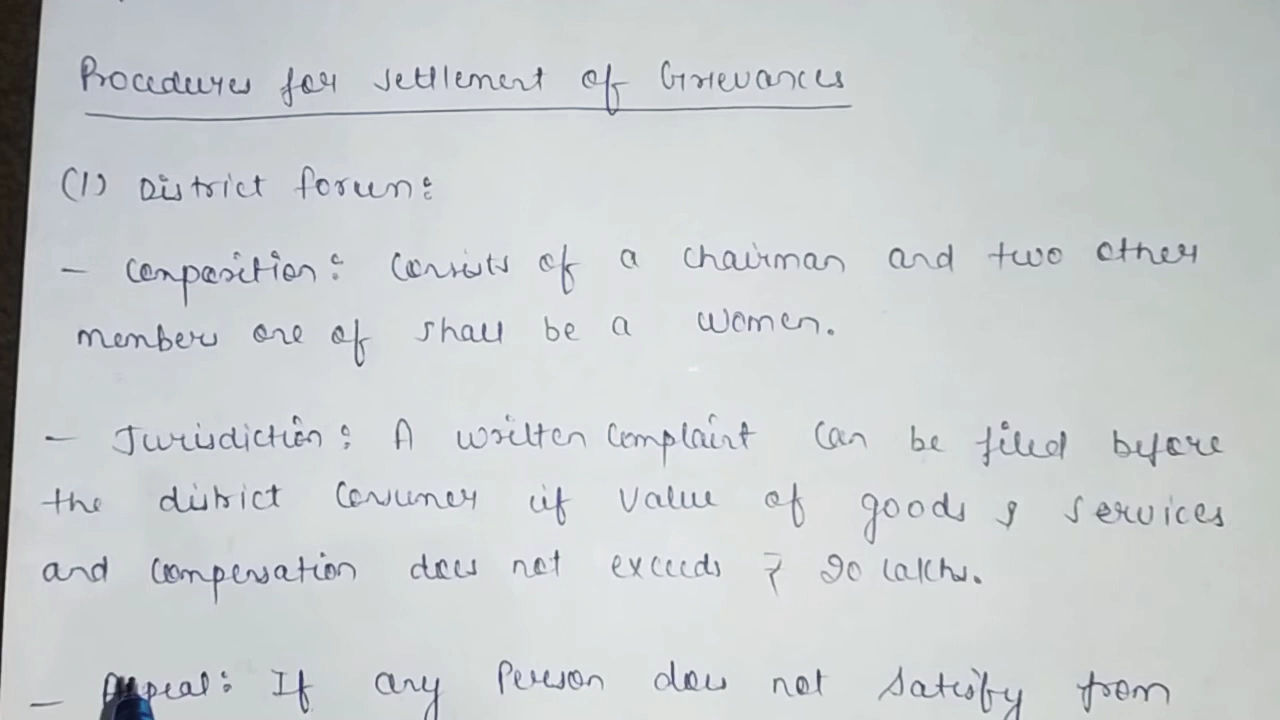 Procedures for settlement of Grievances
(1) District forum:
- Composition: Consists of a chairman and two other
members one of shall be a women.
- Jurisdiction: A written complaint can be filed before
the district consumer if value of goods & services
and compensation does not exceeds ₹ 20 lakhs.
- Appeal: If any Person does not satisfy from